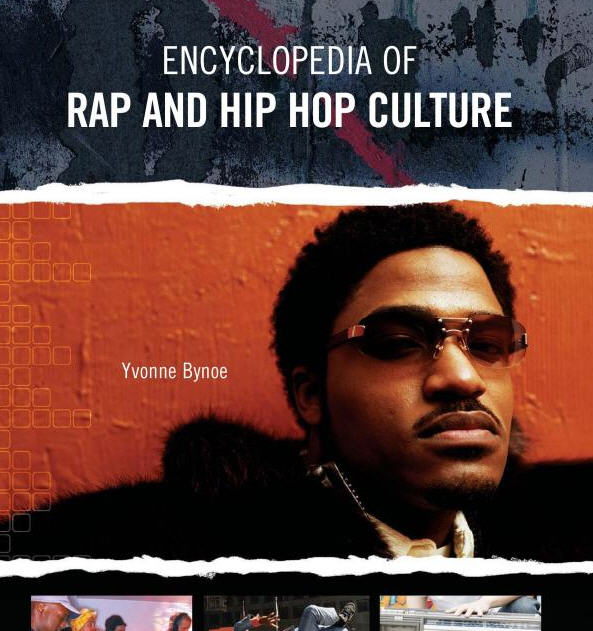 ENCYCLOPEDIA OF
RAP AND HIP HOP CULTURE
Yvonne Bynoe